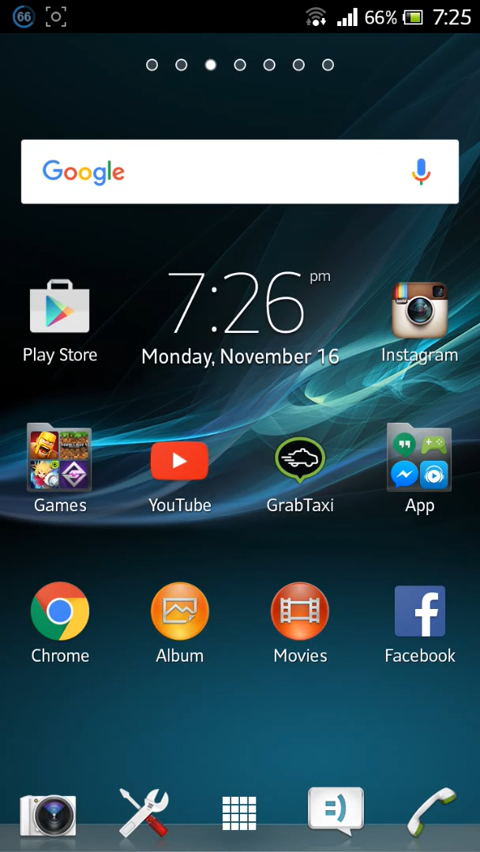 66
66% 7:25
Google
7:26 pm
Monday, November 16
Play Store
Instagram
Games
YouTube
GrabTaxi
App
Chrome
Album
Movies
Facebook